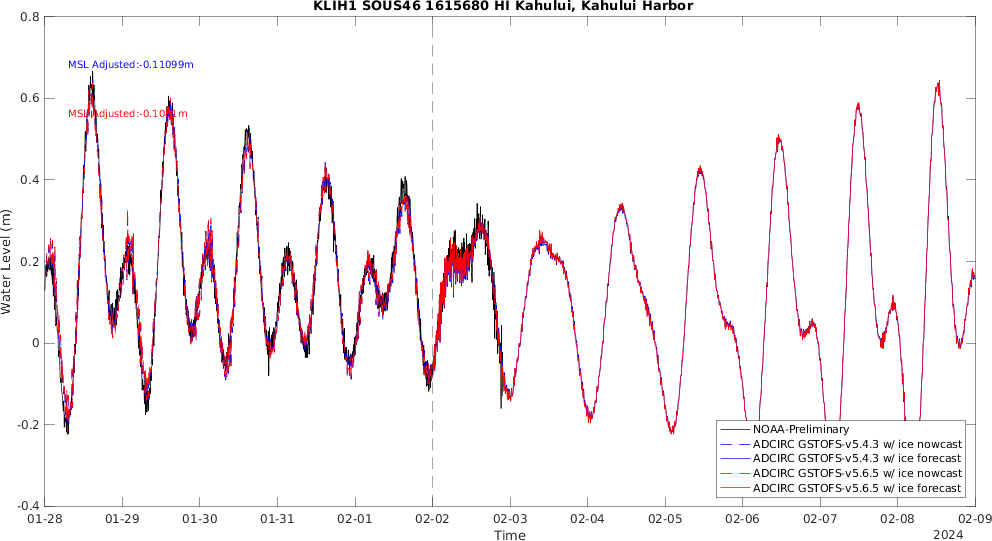 KLIH1 SOUS46 1615680 HI Kahului, Kahului Harbor
0.8
0.6
0.4
0.2
0
-0.2
-0.4
Water Level (m)
MSL Adjusted:-0.11099m
MSL Adjusted:
NOAA-Preliminary
ADCIRC GSTOFS-v5.4.3 w/ ice nowcast
ADCIRC GSTOFS-v5.4.3 w/ ice forecast
ADCIRC GSTOFS-v5.6.5 w/ ice nowcast
ADCIRC GSTOFS-v5.6.5 w/ ice forecast
01-28 01-29 01-30 01-31 02-01 02-02 02-03 02-04 02-05 02-06 02-07 02-08 02-09
Time
2024